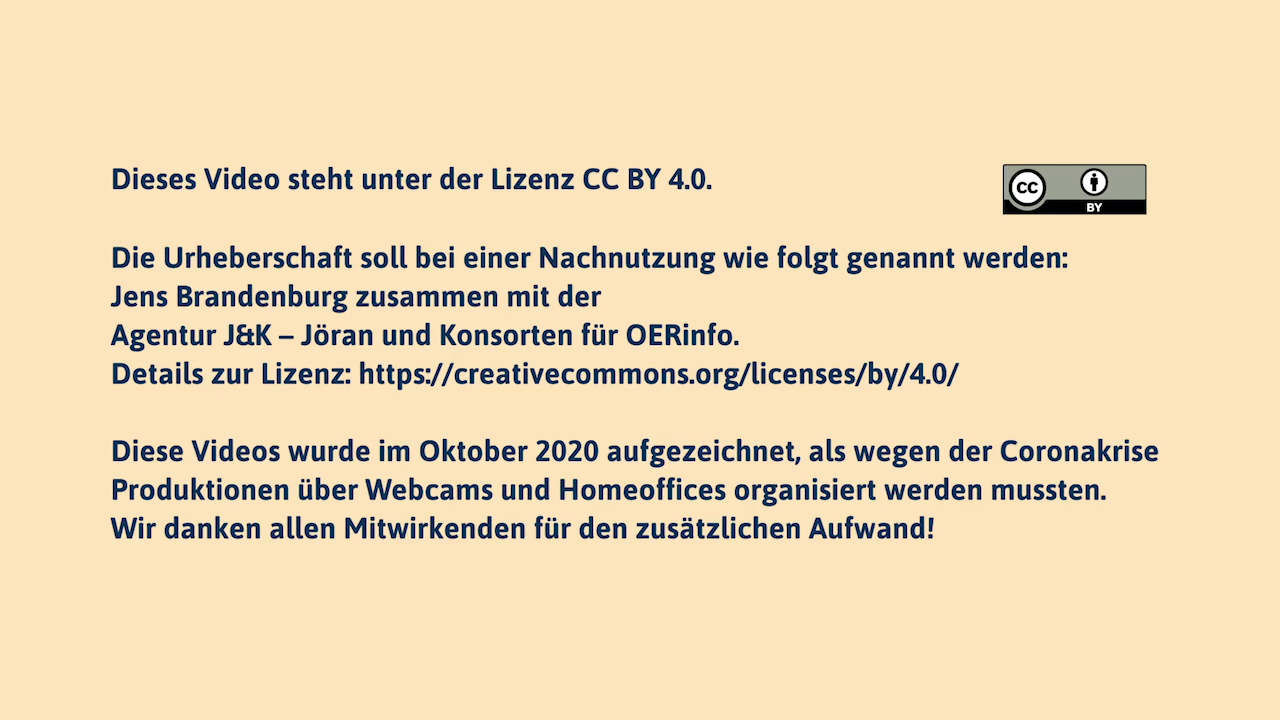 Dieses Video steht unter der Lizenz CC BY 4.0.
CC
BY
Die Urheberschaft soll bei einer Nachnutzung wie folgt genannt werden:
Jens Brandenburg zusammen mit der
Agentur J&K – Jöran und Konsorten für OERinfo.
Details zur Lizenz: https://creativecommons.org/licenses/by/4.0/
Diese Videos wurde im Oktober 2020 aufgezeichnet, als wegen der Coronakrise
Produktionen über Webcams und Homeoffices organisiert werden mussten.
Wir danken allen Mitwirkenden für den zusätzlichen Aufwand!